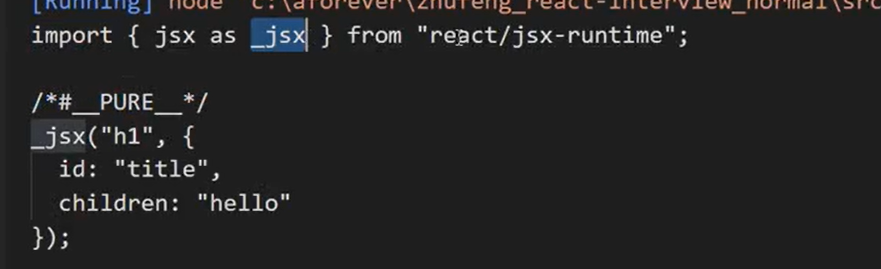 [Running] node "c:\aforever\zhufeng_react-interview_normal\src
import { jsx as _jsx } from "react/jsx-runtime";
/*#__PURE__*/
_jsx("h1", {
  id: "title",
  children: "hello"
});